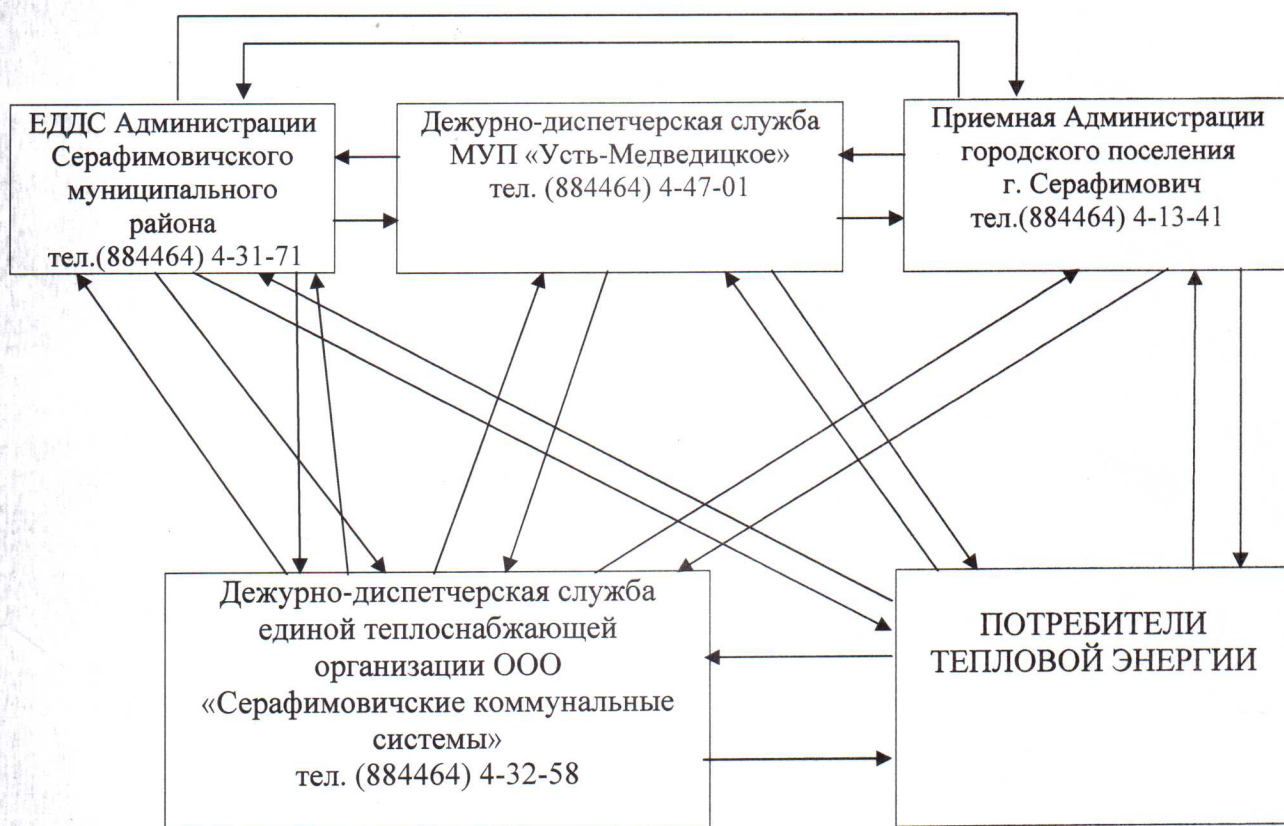 ЕДДС Администрации
Серафимовичского
муниципального
района
тел.(884464) 4-31-71
Дежурно-диспетчерская служба
МУП «Усть-Медведицкое»
тел. (884464) 4-47-01
Приемная Администрации
городского поселения
г. Серафимович
тел.(884464) 4-13-41
Дежурно-диспетчерская служба
единой теплоснабжающей
организации ООО
«Серафимовичские коммунальные
системы»
тел. (884464) 4-32-58
ПОТРЕБИТЕЛИ
ТЕПЛОВОЙ ЭНЕРГИИ